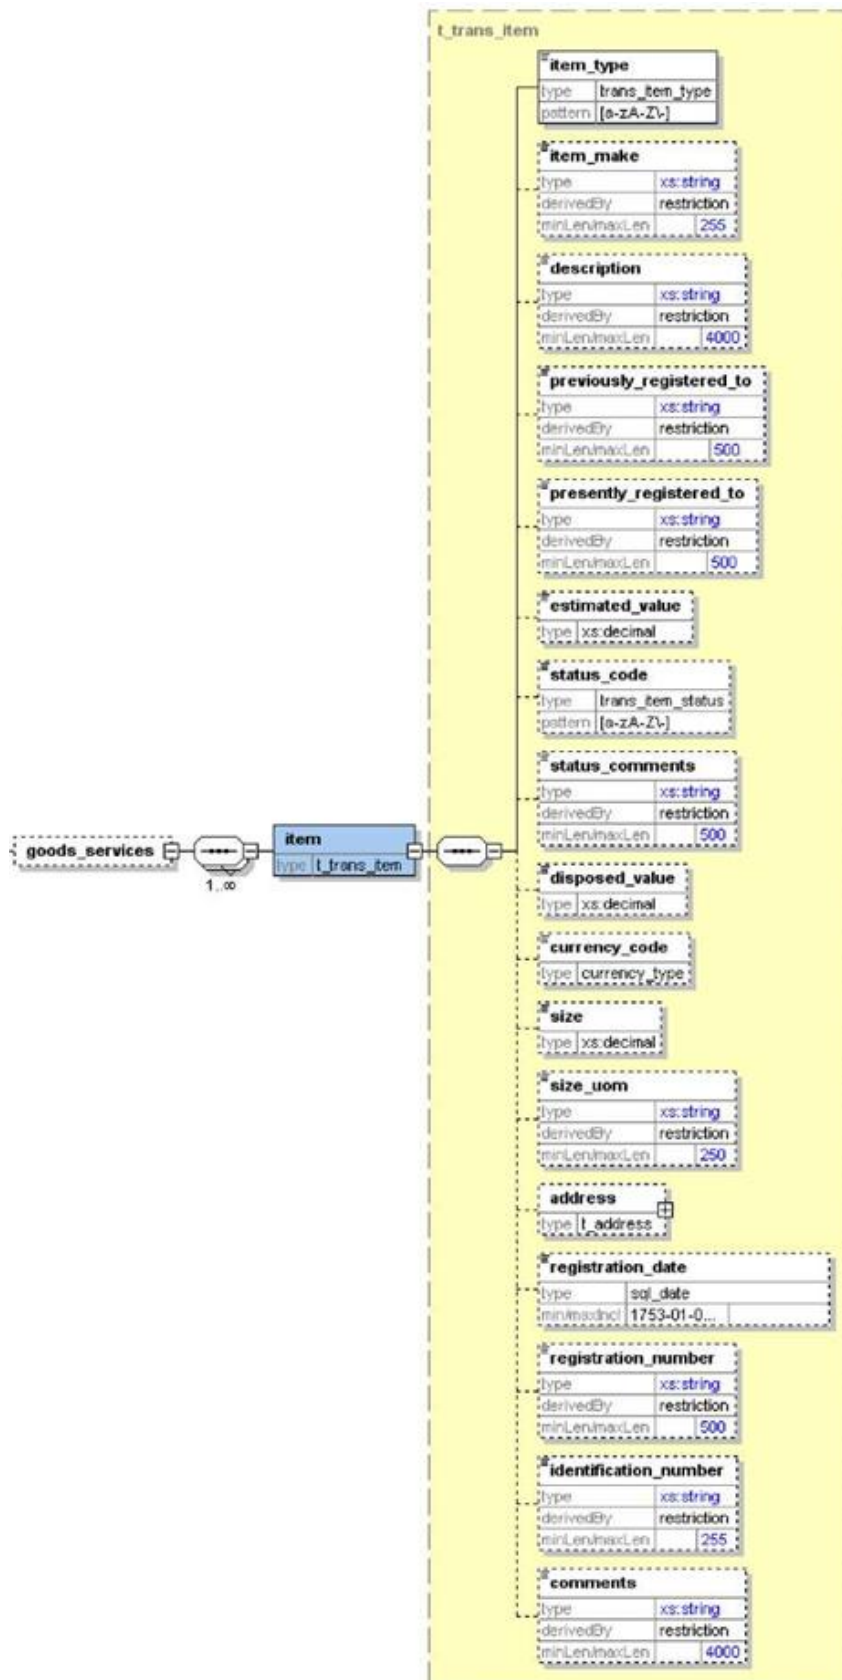 t_trans_item
item_type
type trans_item_type
pattern [a-zA-Z\-]
item_make
type xs:string
derivedBy restriction
minLen/maxLen 255
description
type xs:string
derivedBy restriction
minLen/maxLen 4000
previously_registered_to
type xs:string
derivedBy restriction
minLen/maxLen 500
presently_registered_to
type xs:string
derivedBy restriction
minLen/maxLen 500
estimated_value
type xs:decimal
status_code
type trans_item_status
pattern [a-zA-Z\-]
status_comments
type xs:string
derivedBy restriction
minLen/maxLen 500
goods_services
1..∞
item
type t_trans_item
disposed_value
type xs:decimal
currency_code
type currency_type
size
type xs:decimal
size_uom
type xs:string
derivedBy restriction
minLen/maxLen 250
address
type t_address
registration_date
type sql_date
min/maxIncl 1753-01-0...
registration_number
type xs:string
derivedBy restriction
minLen/maxLen 500
identification_number
type xs:string
derivedBy restriction
minLen/maxLen 255
comments
type xs:string
derivedBy restriction
minLen/maxLen 4000